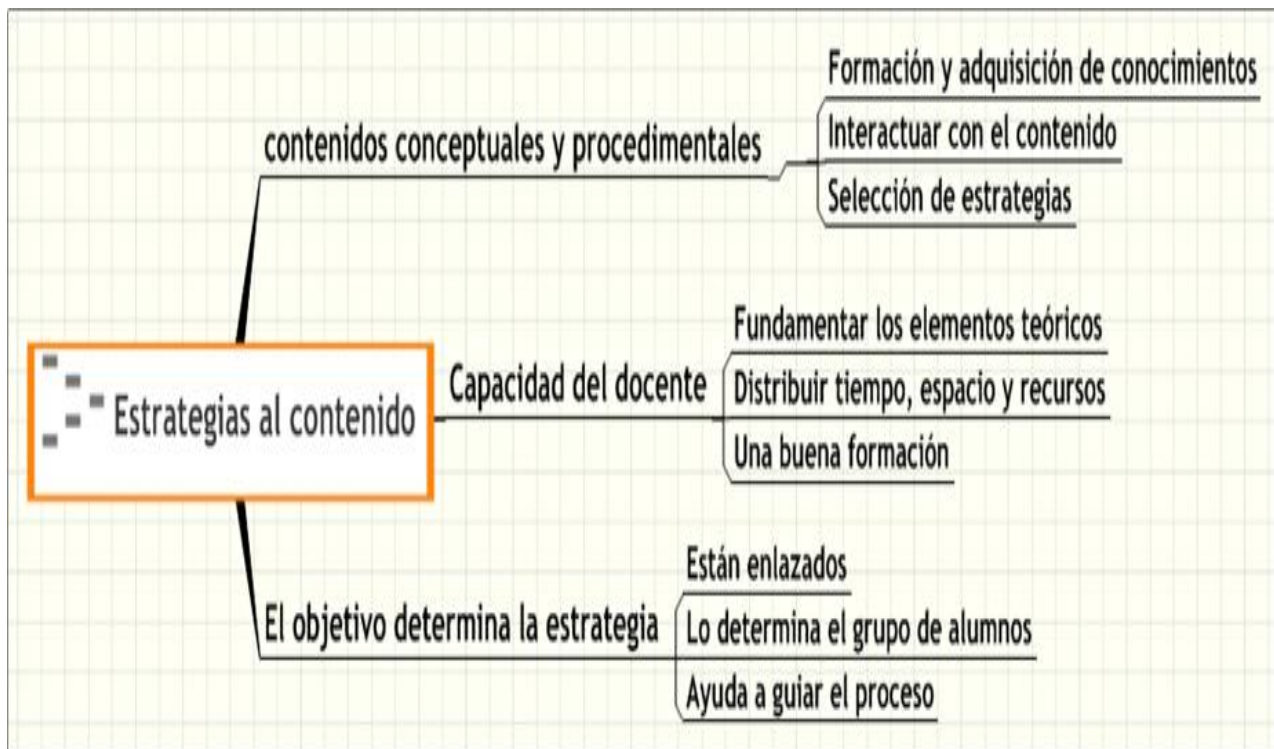 Estrategias al contenido
contenidos conceptuales y procedimentales
Formación y adquisición de conocimientos
Interactuar con el contenido
Selección de estrategias
Capacidad del docente
Fundamentar los elementos teóricos
Distribuir tiempo, espacio y recursos
Una buena formación
El objetivo determina la estrategia
Están enlazados
Lo determina el grupo de alumnos
Ayuda a guiar el proceso